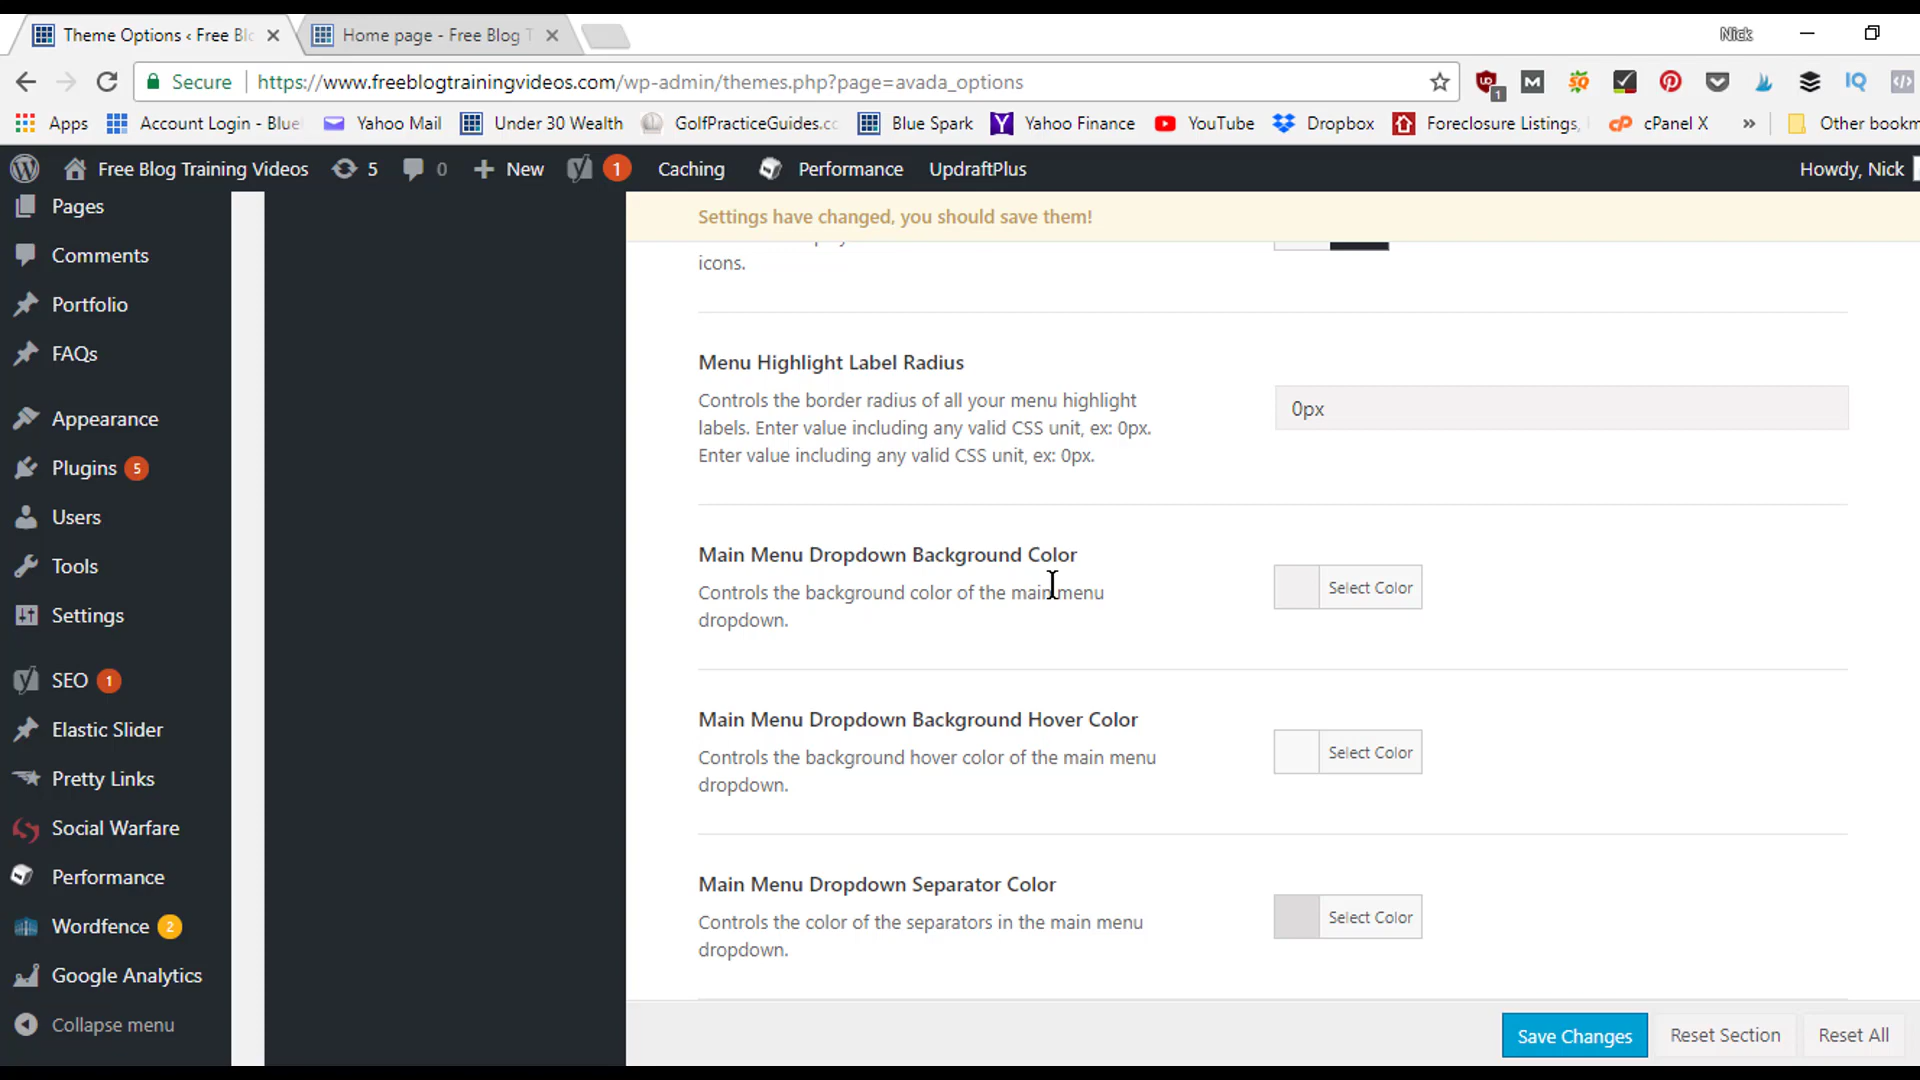 Theme Options ‹ Free Blo
Home page - Free Blog T
Nick
Secure
https://www.freeblogtrainingvideos.com/wp-admin/themes.php?page=avada_options
1
Apps
Account Login - Blue
Yahoo Mail
Under 30 Wealth
GolfPracticeGuides.cc
Blue Spark
Yahoo Finance
YouTube
Dropbox
Foreclosure Listings,
cPanel X
»
Other bookm
Free Blog Training Videos
5
0
New
1
Caching
Performance
UpdraftPlus
Howdy, Nick
Pages
Comments
Portfolio
FAQs
Appearance
Plugins 5
Users
Tools
Settings
SEO 1
Elastic Slider
Pretty Links
Social Warfare
Performance
Wordfence 2
Google Analytics
Collapse menu
Settings have changed, you should save them!
icons.
Menu Highlight Label Radius
Controls the border radius of all your menu highlight
labels. Enter value including any valid CSS unit, ex: 0px.
Enter value including any valid CSS unit, ex: 0px.
0px
Main Menu Dropdown Background Color
Controls the background color of the main menu
dropdown.
Select Color
Main Menu Dropdown Background Hover Color
Controls the background hover color of the main menu
dropdown.
Select Color
Main Menu Dropdown Separator Color
Controls the color of the separators in the main menu
dropdown.
Select Color
Save Changes
Reset Section
Reset All